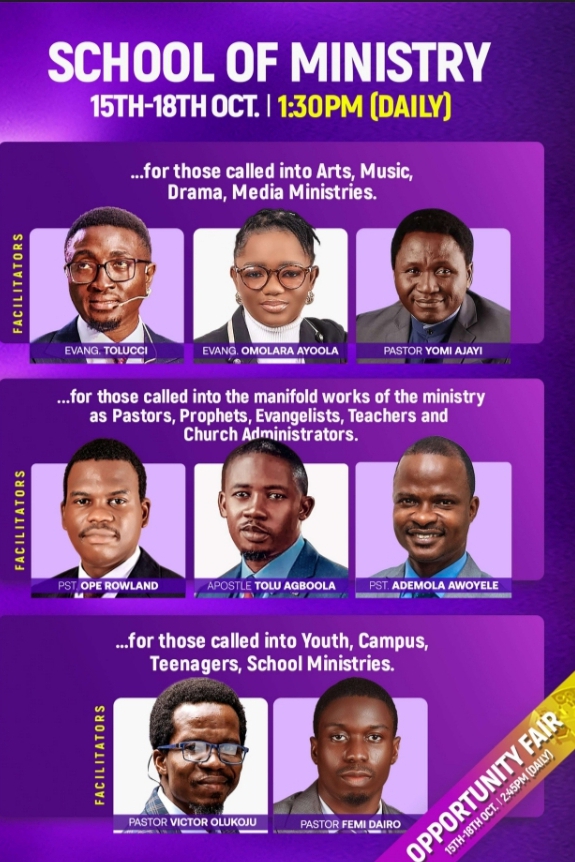 SCHOOL OF MINISTRY
15TH-18TH OCT. | 1:30PM (DAILY)
...for those called into Arts, Music,
Drama, Media Ministries.
FACILITATORS
EVANG. TOLUCCI
EVANG. OMOLARA AYOOLA
PASTOR YOMI AJAYI
...for those called into the manifold works of the ministry
as Pastors, Prophets, Evangelists, Teachers and
Church Administrators.
FACILITATORS
PST. OPE ROWLAND
APOSTLE TOLU AGBOOLA
PST. ADEMOLA AWOYELE
...for those called into Youth, Campus,
Teenagers, School Ministries.
FACILITATORS
PASTOR VICTOR OLUKOJU
PASTOR FEMI DAIRO
OPPORTUNITY FAIR
15TH-18TH OCT. | 2:45PM (DAILY)